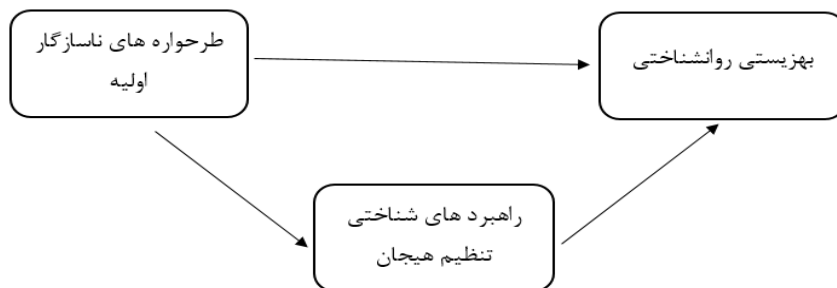 طرحواره های ناسازگار
اولیه
بهزیستی روانشناختی
راهبرد های شناختی
تنظیم هیجان